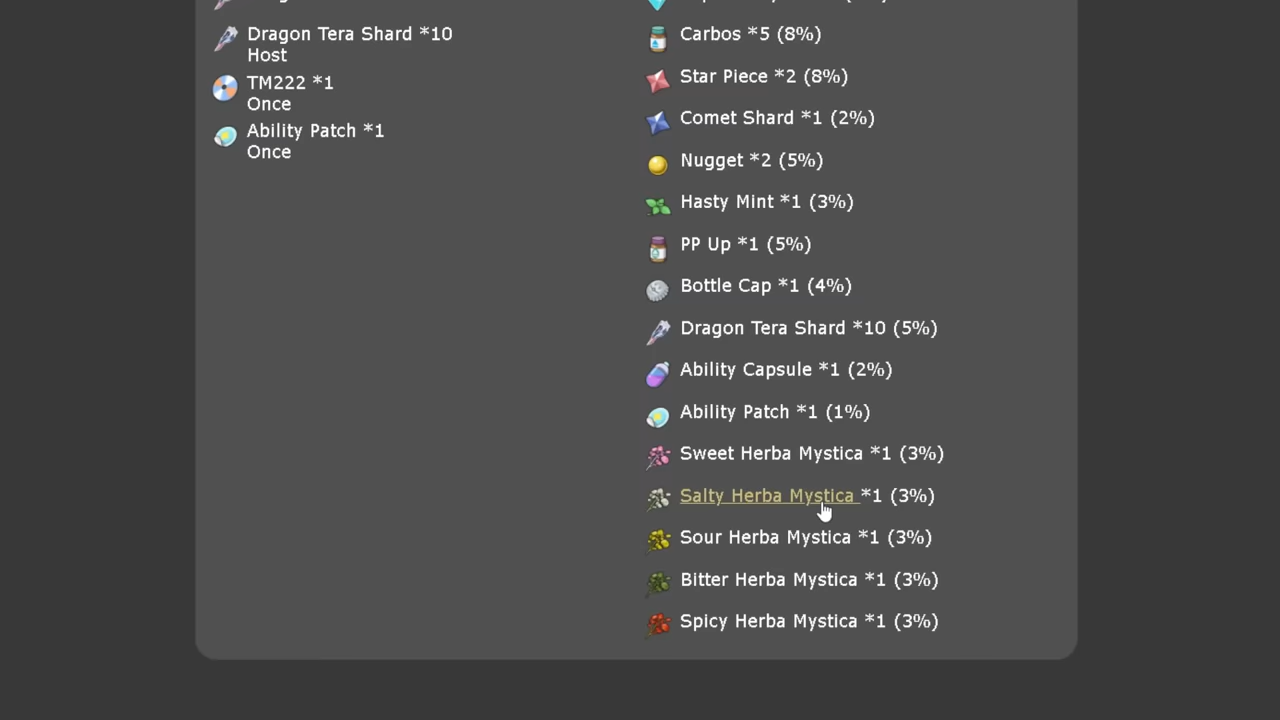 Dragon Tera Shard *10
Host
TM222 *1
Once
Ability Patch *1
Once
Carbos *5 (8%)
Star Piece *2 (8%)
Comet Shard *1 (2%)
Nugget *2 (5%)
Hasty Mint *1 (3%)
PP Up *1 (5%)
Bottle Cap *1 (4%)
Dragon Tera Shard *10 (5%)
Ability Capsule *1 (2%)
Ability Patch *1 (1%)
Sweet Herba Mystica *1 (3%)
Salty Herba Mystica *1 (3%)
Sour Herba Mystica *1 (3%)
Bitter Herba Mystica *1 (3%)
Spicy Herba Mystica *1 (3%)